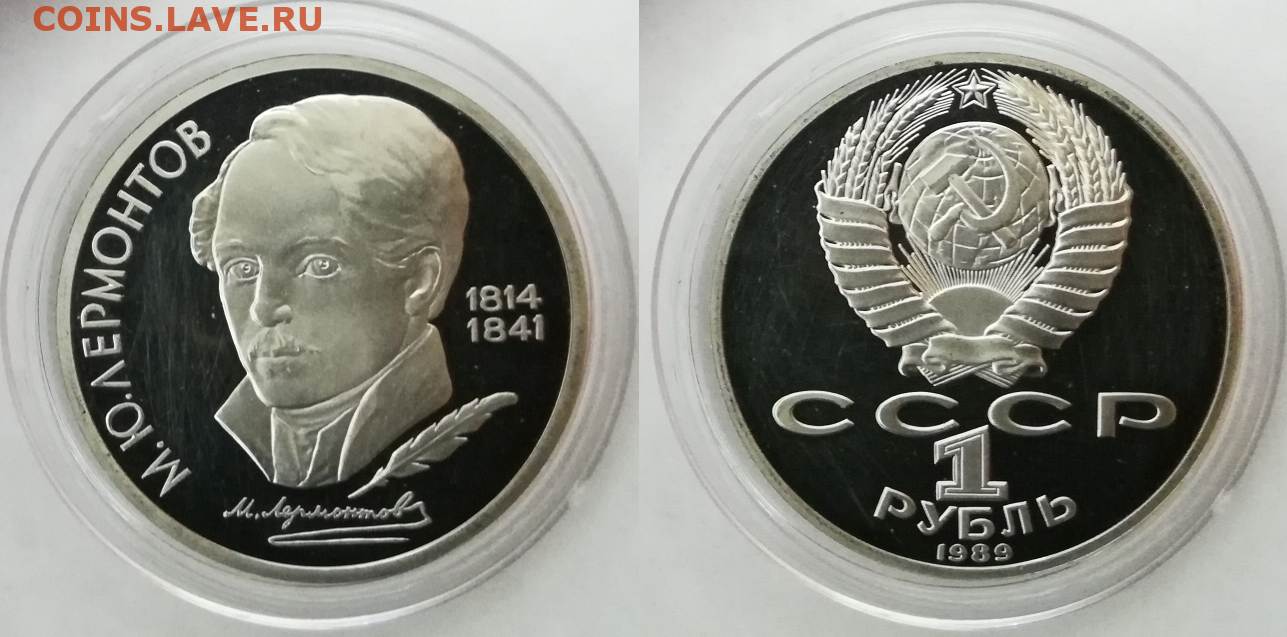 COINS.LAVE.RU
М.Ю.ЛЕРМОНТОВ
1814
1841
М. Лермонтов
СССР
1
РУБЛЬ
1989